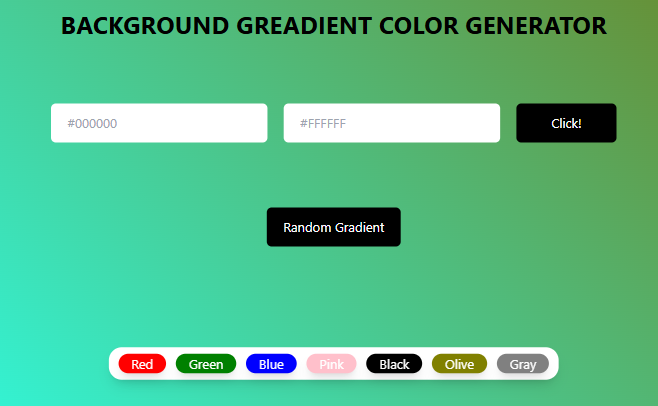 BACKGROUND GREADIENT COLOR GENERATOR
#000000 #FFFFFF Click!
Random Gradient
Red Green Blue Pink Black Olive Gray